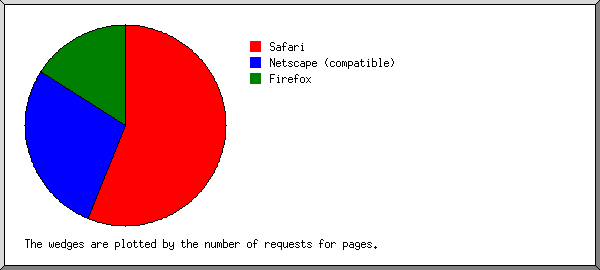 Safari
Netscape (compatible)
Firefox
The wedges are plotted by the number of requests for pages.